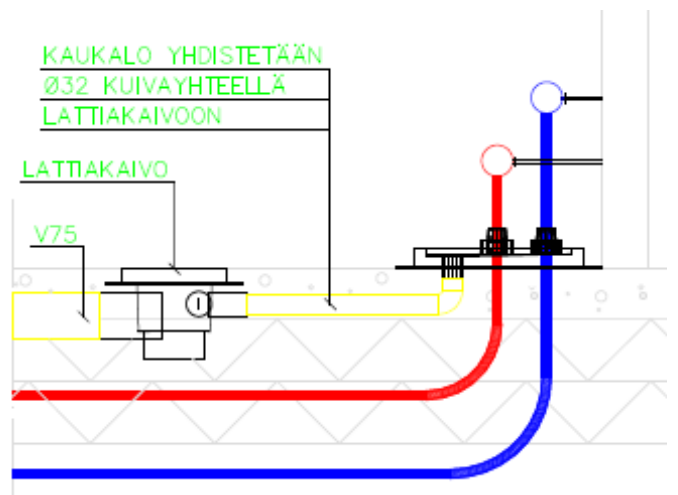 KAUKALO YHDISTETÄÄN
Ø32 KUIVAYHTEELLÄ
LATTIAKAIVOON
LATTIAKAIVO
V75